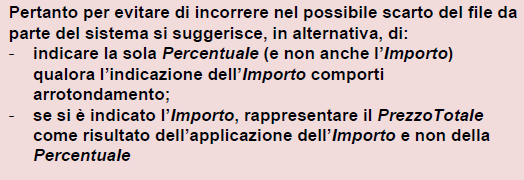 Pertanto per evitare di incorrere nel possibile scarto del file da
parte del sistema si suggerisce, in alternativa, di:
- indicare la sola Percentuale (e non anche l'Importo)
qualora l'indicazione dell'Importo comporti
arrotondamento;
- se si è indicato l'Importo, rappresentare il PrezzoTotale
come risultato dell'applicazione dell'Importo e non della
Percentuale